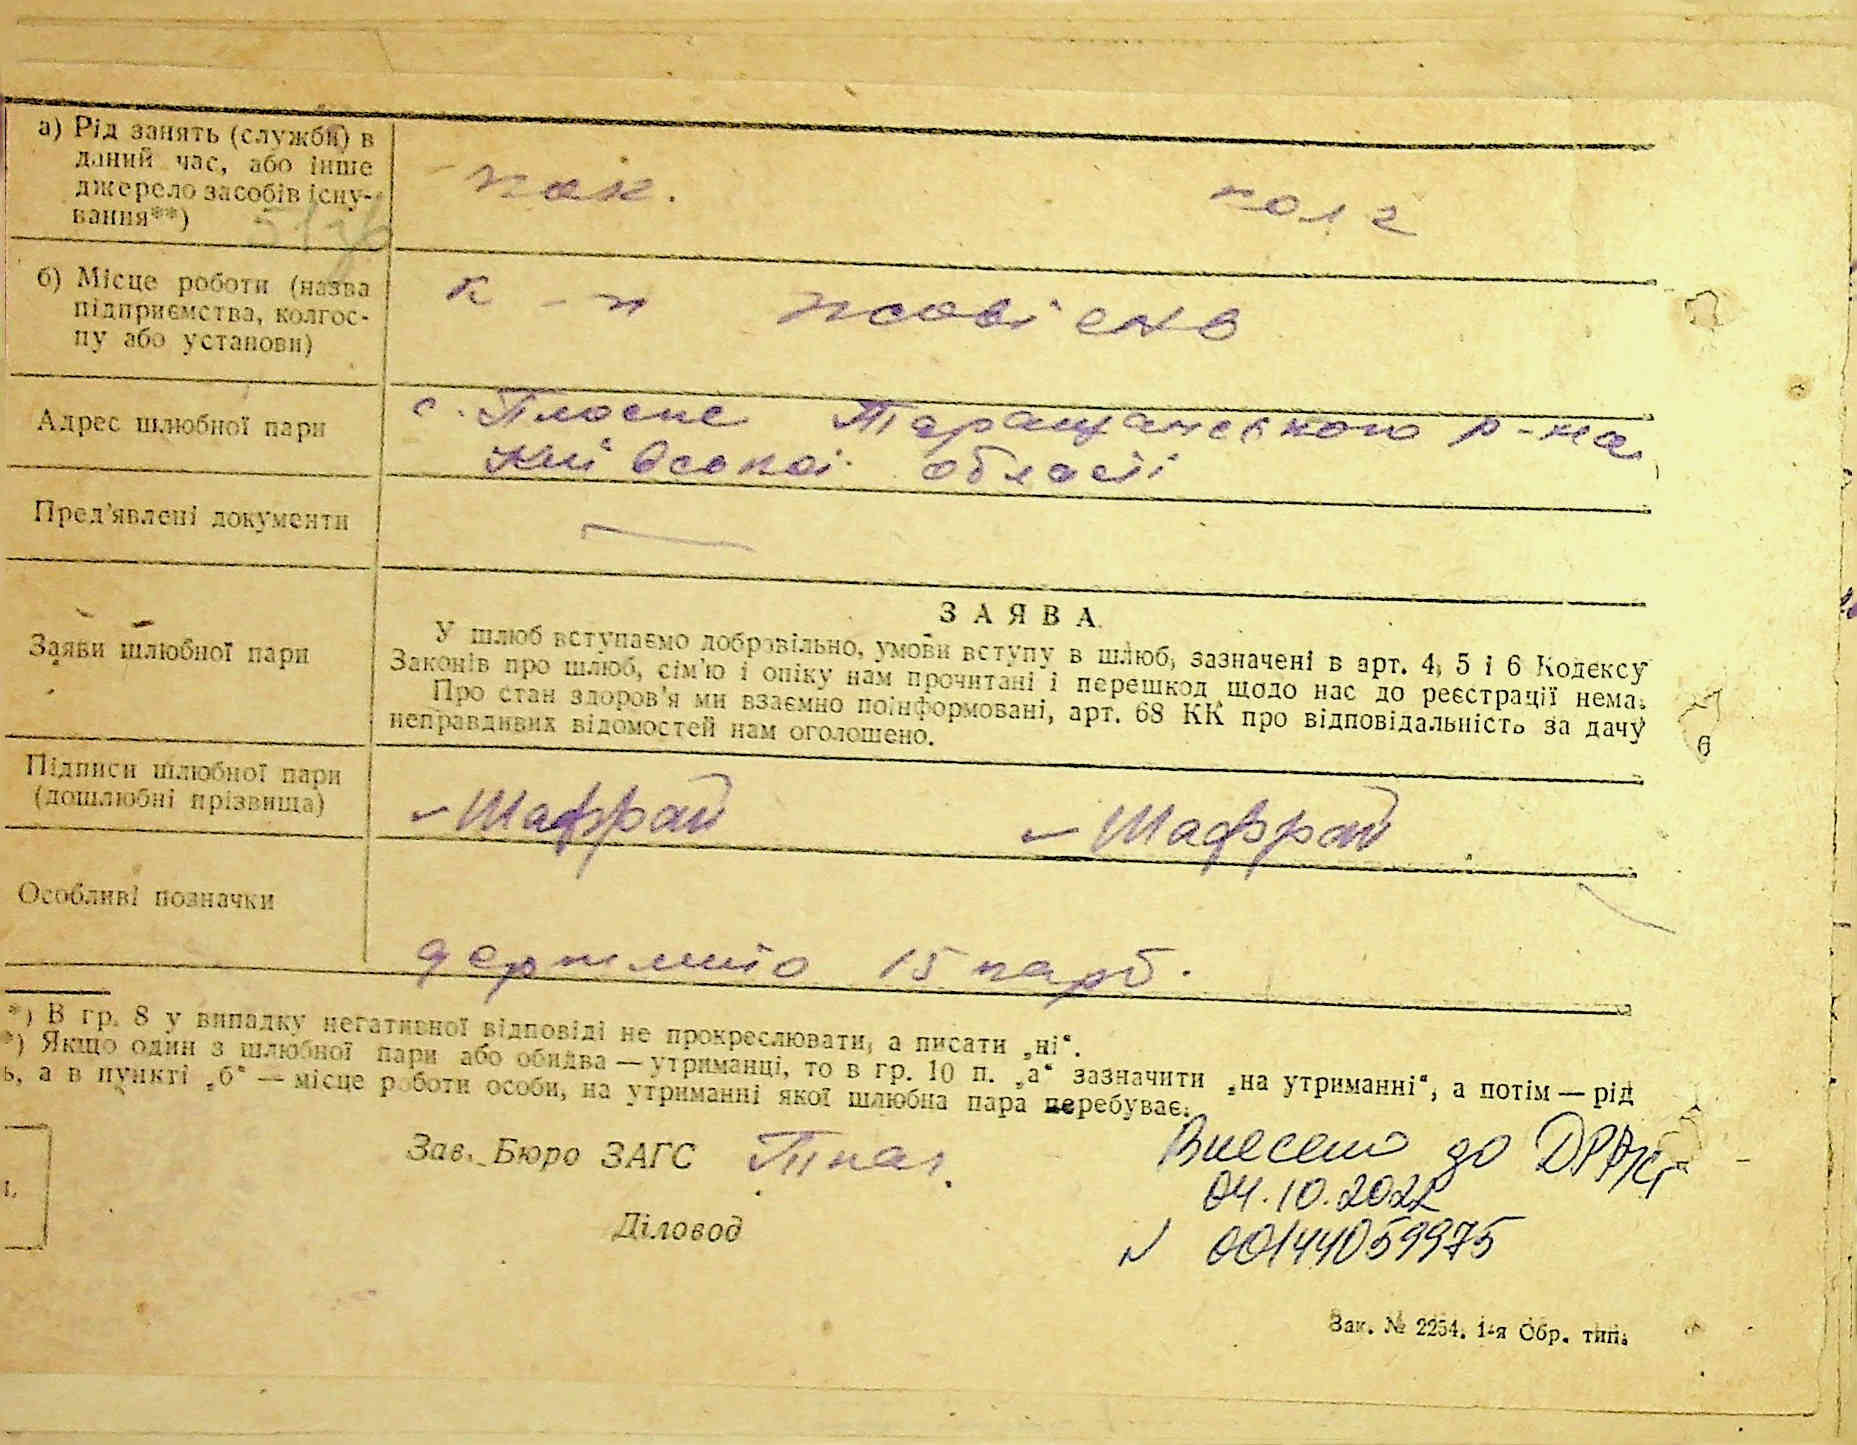 а) Рід занять (служби) в
даний час, або інше
джерело засобів існу-
вання**)
кол.
колг
б) Місце роботи (назва
підприємства, колгос-
пу або установи)
к - п жовтень
Адрес шлюбної пари
с. Плоске Таращанського р-на
Київської області
Пред'явлені документи
ЗАЯВА.
Заяви шлюбної пари
У шлюб вступаємо добровільно, умови вступу в шлюб, зазначені в арт. 4, 5 і 6 Кодексу
Законів про шлюб, сім'ю і опіку нам прочитані і перешкод щодо нас до реєстрації нема.
Про стан здоров'я ми взаємно поінформовані, арт. 68 КК про відповідальність за дачу
неправдивих відомостей нам оголошено.
Підписи шлюбної пари
(дошлюбні прізвища)
Шафран Шафран
Особливі позначки
держмито 15 карб.
*) В гр. 8 у випадку негативної відповіді не прокреслювати, а писати „ні“.
*) Якщо один з шлюбної пари або обидва — утриманці, то в гр. 10 п. „а“ зазначити „на утриманні“, а потім — рід
ь, а в пункті „б“ — місце роботи особи, на утриманні якої шлюбна пара перебуває.
Зав. Бюро ЗАГС
Внесено до ДРАЦС
04.10.2022
N 00144059975
Діловод
Зак. № 2254. 1-я Обр. тип.
6